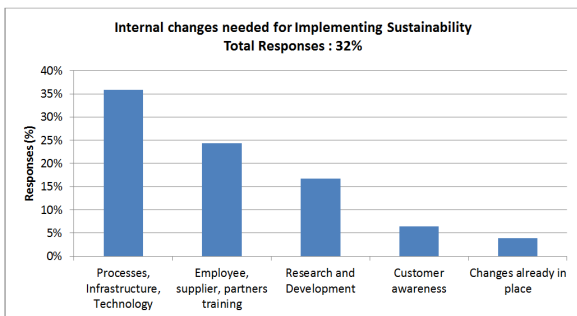 Internal changes needed for Implementing Sustainability
Total Responses : 32%
40%
35%
30%
25%
20%
15%
10%
5%
0%
Responses (%)
Processes,
Infrastructure,
Technology
Employee,
supplier, partners
training
Research and
Development
Customer
awareness
Changes already in
place